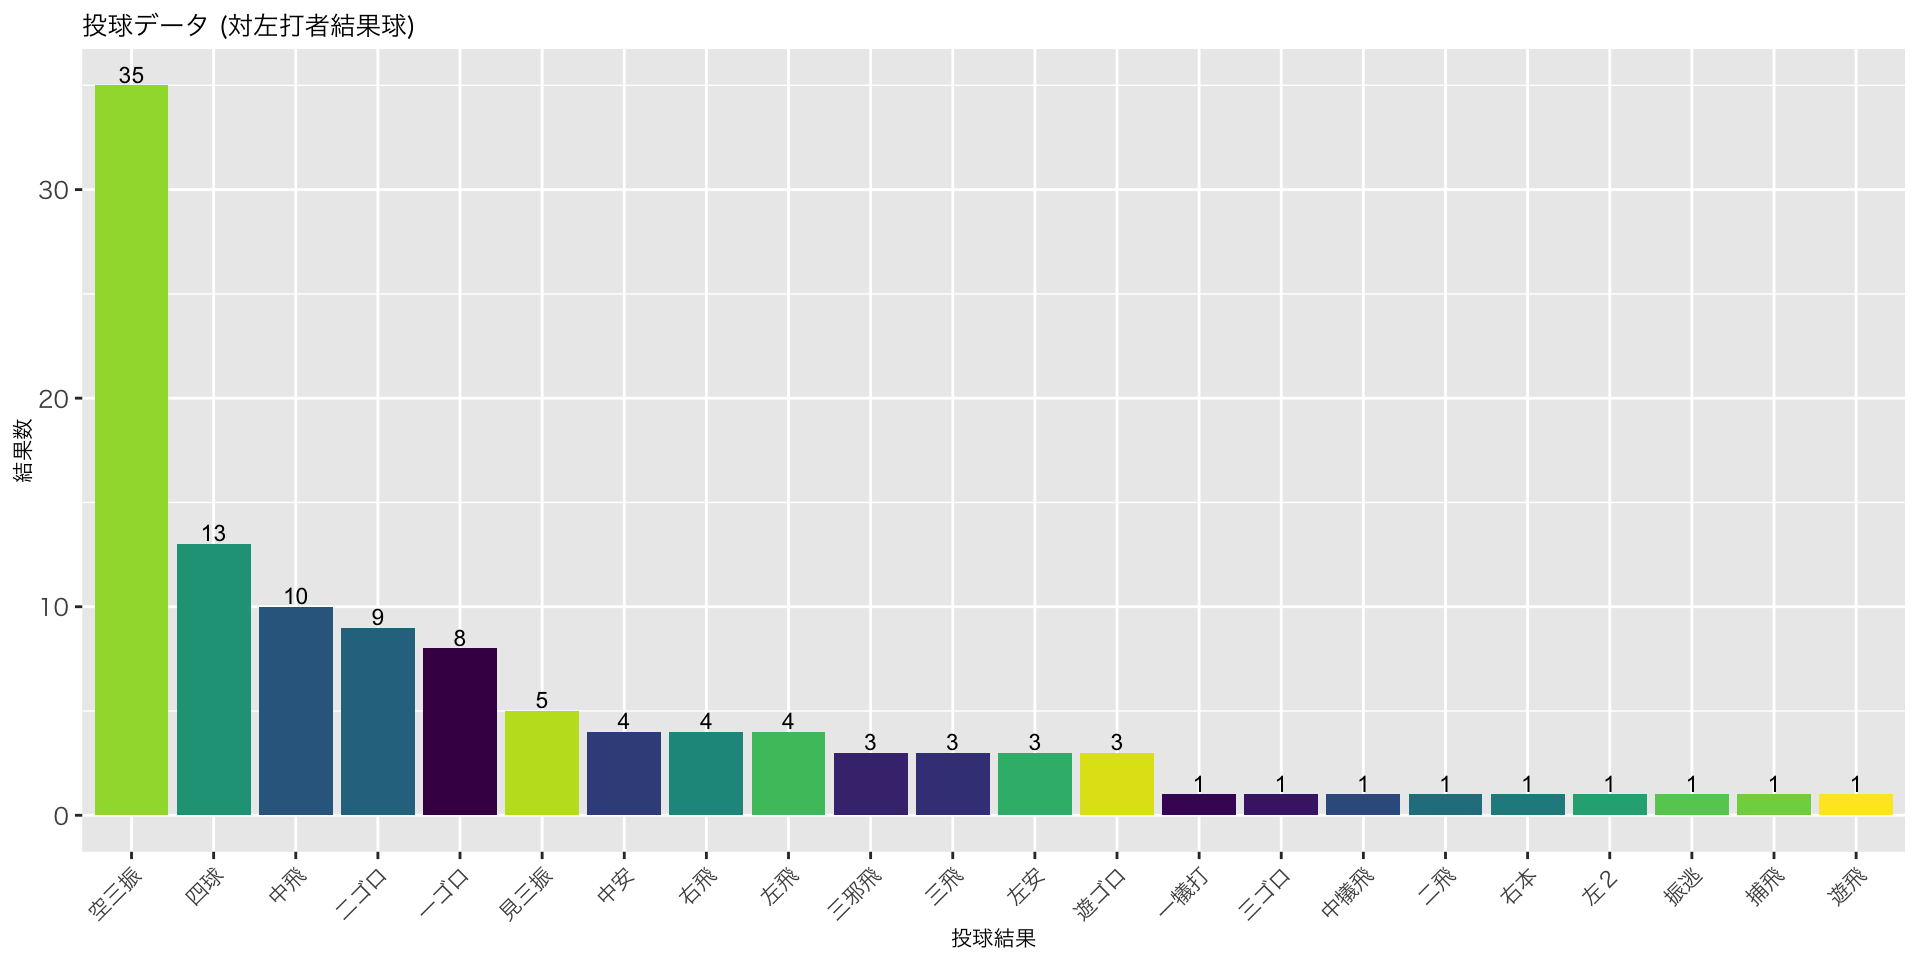 投球データ (対左打者結果球)
結果数
30
20
10
0
35
13
10
9
8
5
4
4
4
3
3
3
3
1
1
1
1
1
1
1
1
1
空三振
四球
中飛
二ゴロ
一ゴロ
見三振
中安
右飛
左飛
三邪飛
三飛
左安
遊ゴロ
一犠打
三ゴロ
中犠飛
二飛
右本
左２
振逃
捕飛
遊飛
投球結果